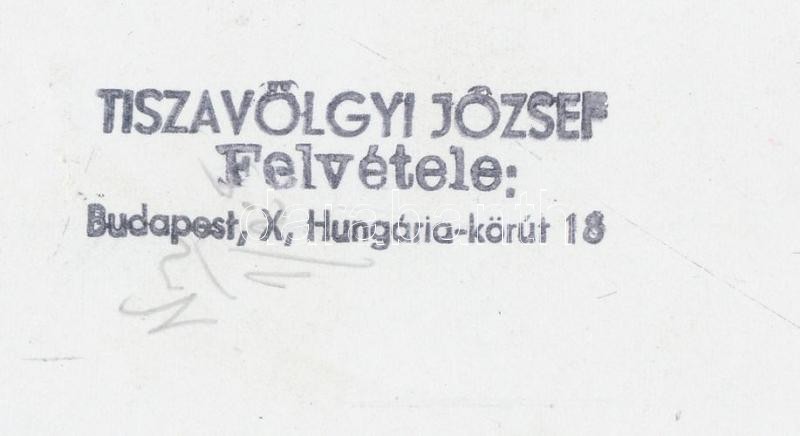 TISZAVÖLGYI JÓZSEF
Felvétele:
Budapest, X, Hungária-körút 18